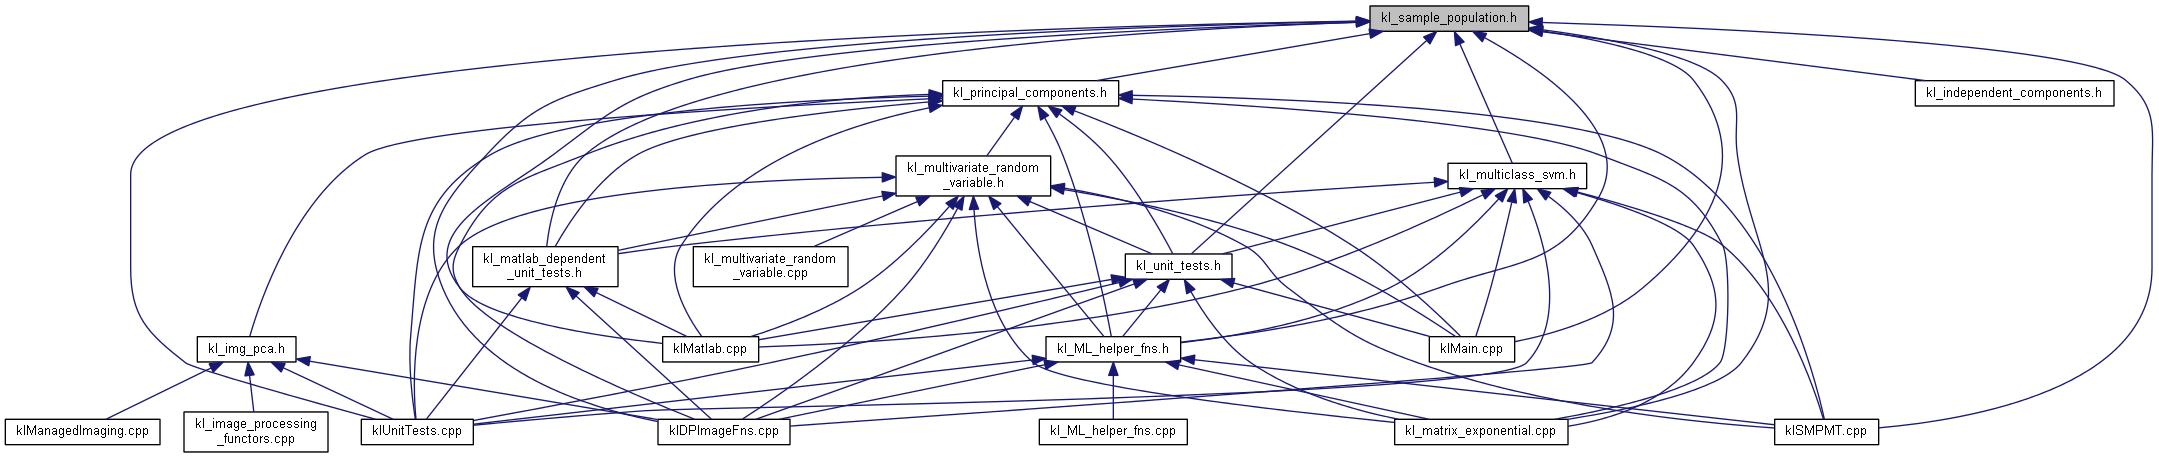 kl_sample_population.h
kl_principal_components.h
kl_independent_components.h
kl_multivariate_random
_variable.h
kl_multiclass_svm.h
kl_matlab_dependent
_unit_tests.h
kl_multivariate_random
_variable.cpp
kl_unit_tests.h
kl_img_pca.h
klMatlab.cpp
kl_ML_helper_fns.h
klMain.cpp
klManagedImaging.cpp
kl_image_processing
_functors.cpp
klUnitTests.cpp
klDPImageFns.cpp
kl_ML_helper_fns.cpp
kl_matrix_exponential.cpp
klSMPMT.cpp